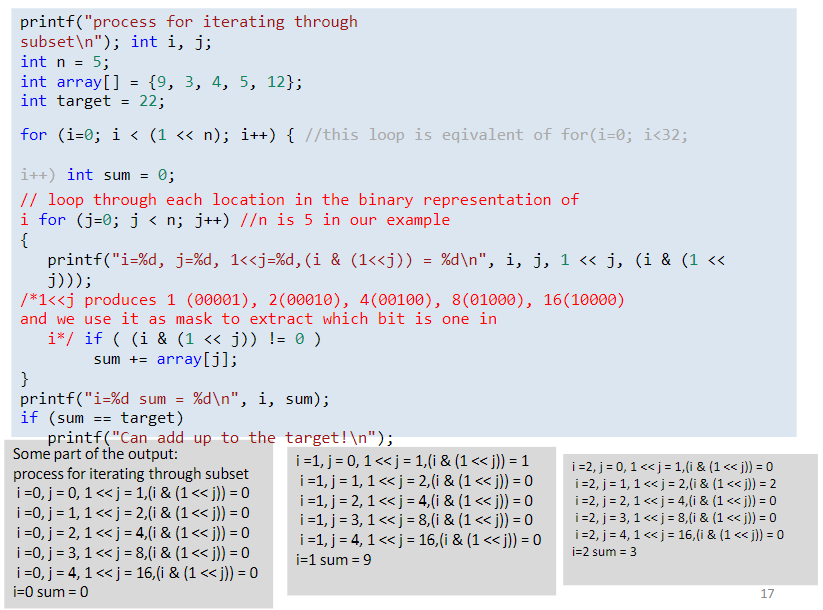 printf("process for iterating through
subset\n"); int i, j;
int n = 5;
int array[] = {9, 3, 4, 5, 12};
int target = 22;
for (i=0; i < (1 << n); i++) { //this loop is eqivalent of for(i=0; i<32;
i++) int sum = 0;
// loop through each location in the binary representation of
i for (j=0; j < n; j++) //n is 5 in our example
{
printf("i=%d, j=%d, 1<<j=%d,(i & (1<<j)) = %d\n", i, j, 1 << j, (i & (1 <<
j)));
/*1<<j produces 1 (00001), 2(00010), 4(00100), 8(01000), 16(10000)
and we use it as mask to extract which bit is one in
i*/ if ( (i & (1 << j)) != 0 )
sum += array[j];
}
printf("i=%d sum = %d\n", i, sum);
if (sum == target)
printf("Can add up to the target!\n");
Some part of the output:
process for iterating through subset
i =0, j = 0, 1 << j = 1,(i & (1 << j)) = 0
i =0, j = 1, 1 << j = 2,(i & (1 << j)) = 0
i =0, j = 2, 1 << j = 4,(i & (1 << j)) = 0
i =0, j = 3, 1 << j = 8,(i & (1 << j)) = 0
i =0, j = 4, 1 << j = 16,(i & (1 << j)) = 0
i=0 sum = 0
i =1, j = 0, 1 << j = 1,(i & (1 << j)) = 1
i =1, j = 1, 1 << j = 2,(i & (1 << j)) = 0
i =1, j = 2, 1 << j = 4,(i & (1 << j)) = 0
i =1, j = 3, 1 << j = 8,(i & (1 << j)) = 0
i =1, j = 4, 1 << j = 16,(i & (1 << j)) = 0
i=1 sum = 9
i =2, j = 0, 1 << j = 1,(i & (1 << j)) = 0
i =2, j = 1, 1 << j = 2,(i & (1 << j)) = 2
i =2, j = 2, 1 << j = 4,(i & (1 << j)) = 0
i =2, j = 3, 1 << j = 8,(i & (1 << j)) = 0
i =2, j = 4, 1 << j = 16,(i & (1 << j)) = 0
i=2 sum = 3
17